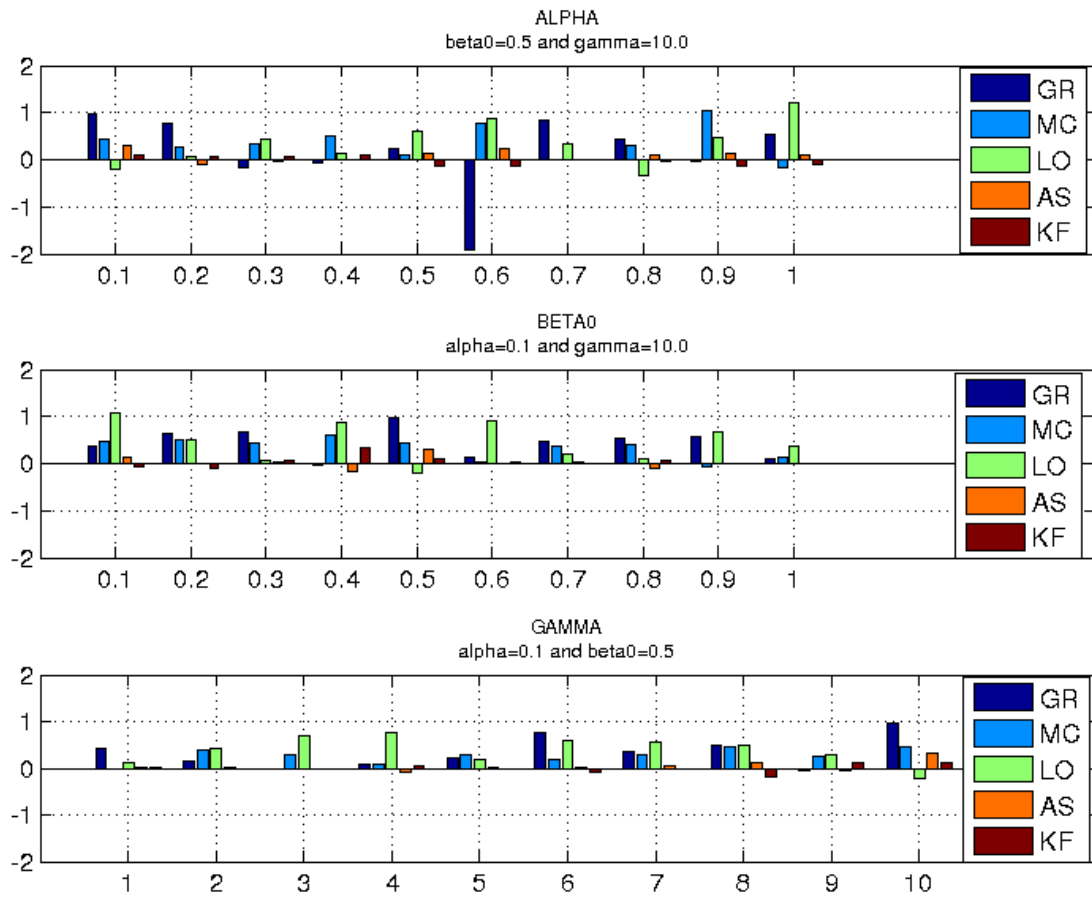 ALPHA
beta0=0.5 and gamma=10.0
2
1
0
-1
-2
0.1 0.2 0.3 0.4 0.5 0.6 0.7 0.8 0.9 1
GR
MC
LO
AS
KF
BETA0
alpha=0.1 and gamma=10.0
2
1
0
-1
-2
0.1 0.2 0.3 0.4 0.5 0.6 0.7 0.8 0.9 1
GR
MC
LO
AS
KF
GAMMA
alpha=0.1 and beta0=0.5
2
1
0
-1
-2
1 2 3 4 5 6 7 8 9 10
GR
MC
LO
AS
KF